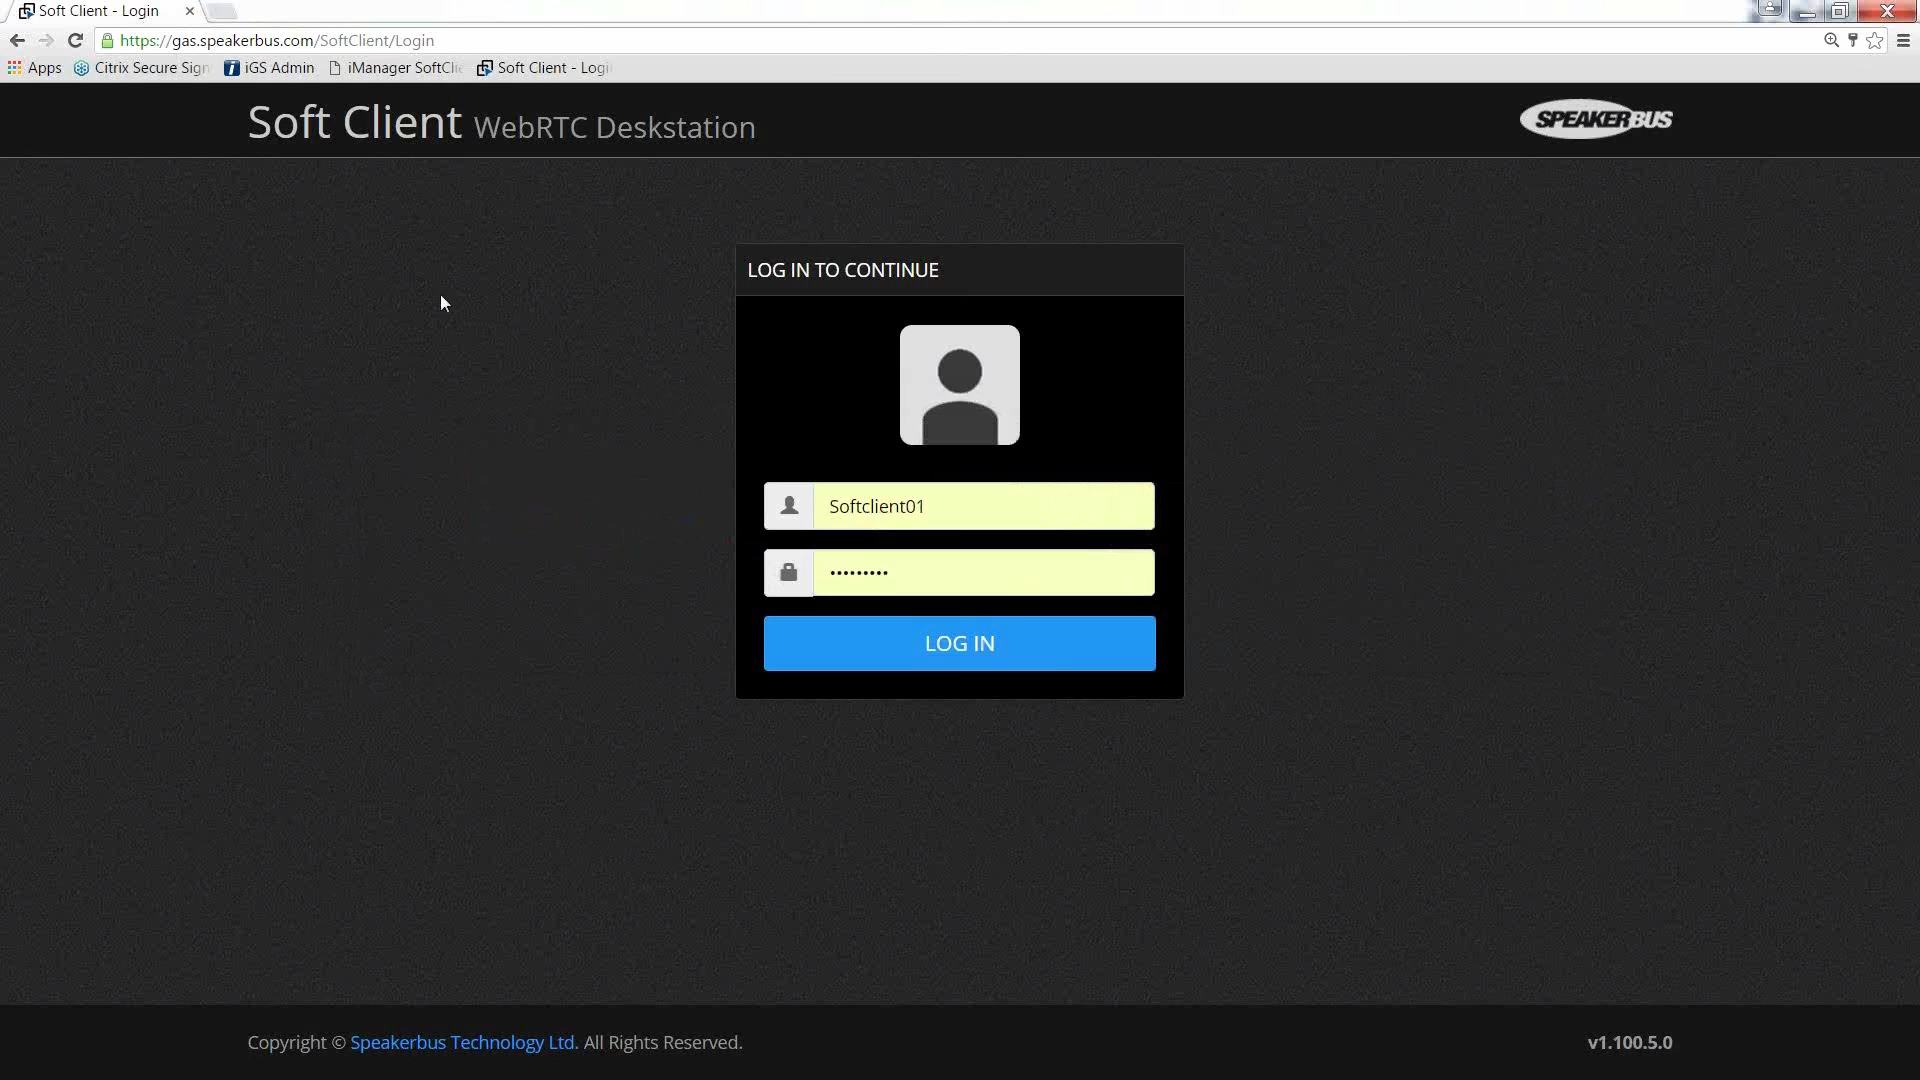 Soft Client - Login
https://gas.speakerbus.com/SoftClient/Login
Apps Citrix Secure Sign iGS Admin iManager SoftClie Soft Client - Logi
Soft Client WebRTC Deskstation
SPEAKERBUS
LOG IN TO CONTINUE
Softclient01
•••••••••
LOG IN
Copyright © Speakerbus Technology Ltd. All Rights Reserved.
v1.100.5.0